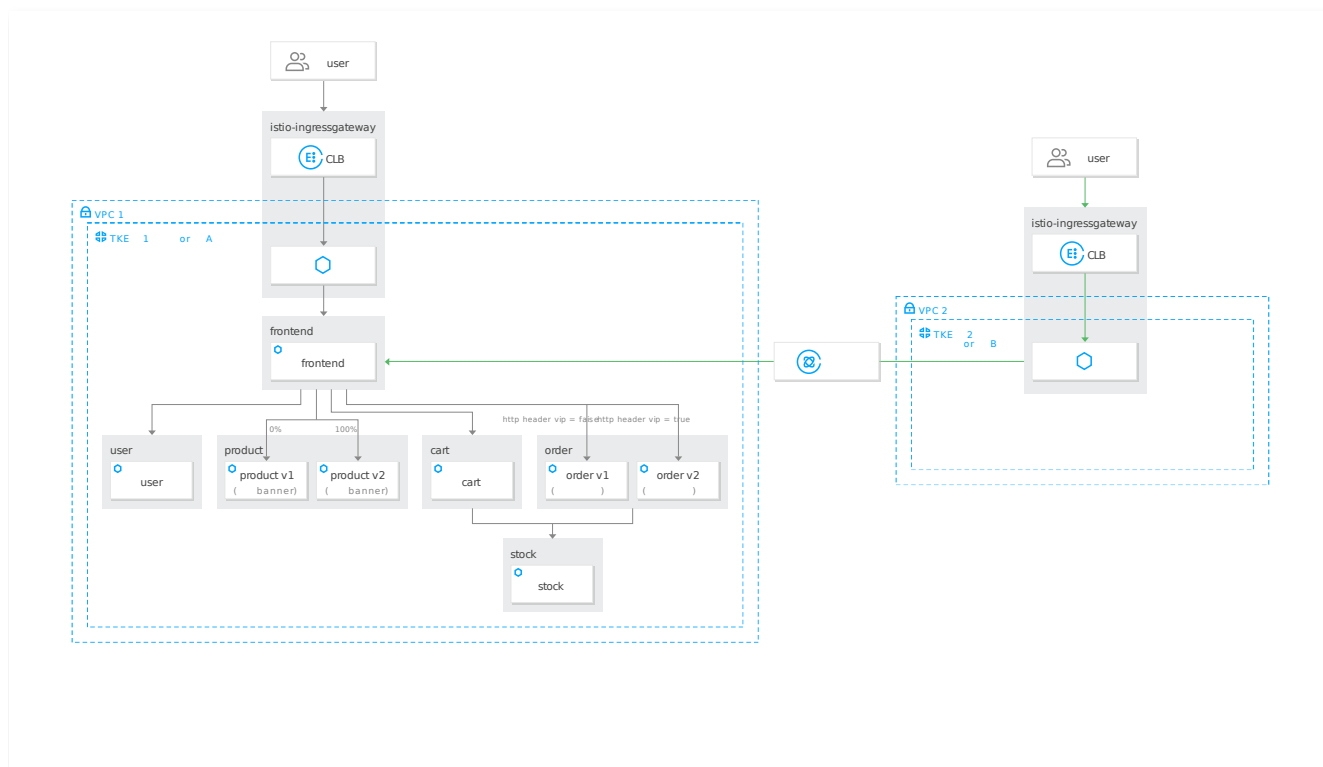 user
istio-ingressgateway
CLB
VPC 1
TKE 1 or A
frontend
frontend
0%
100%
http header vip = false
http header vip = true
user
user
product
product v1
( banner)
product v2
( banner)
cart
cart
order
order v1
( )
order v2
( )
stock
stock
user
istio-ingressgateway
CLB
VPC 2
TKE 2
or B